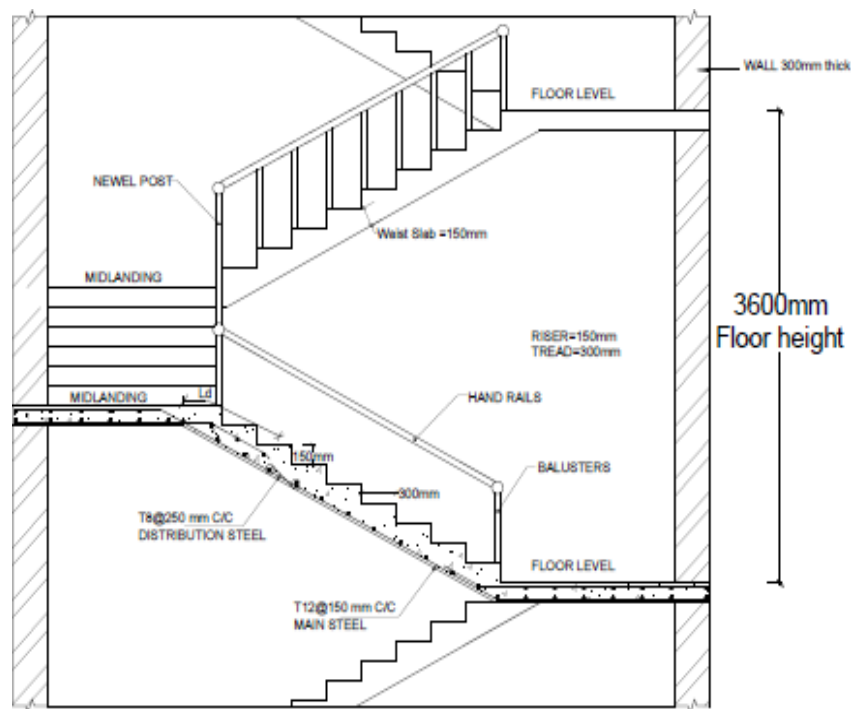 WALL 300mm thick
FLOOR LEVEL
NEWEL POST
Waist Slab =150mm
MIDLANDING
3600mm
Floor height
RISER=150mm
TREAD=300mm
MIDLANDING
Ld
HAND RAILS
150mm
300mm
BALUSTERS
T8@250 mm C/C
DISTRIBUTION STEEL
FLOOR LEVEL
T12@150 mm C/C
MAIN STEEL